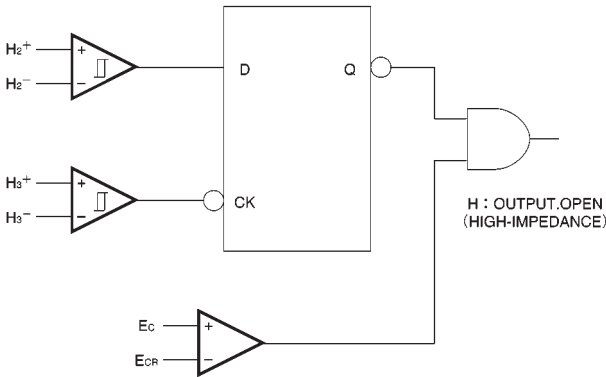 H2+
+
H2−
−
D
Q
H3+
+
H3−
−
CK
H : OUTPUT.OPEN
(HIGH-IMPEDANCE)
EC
+
ECR
−